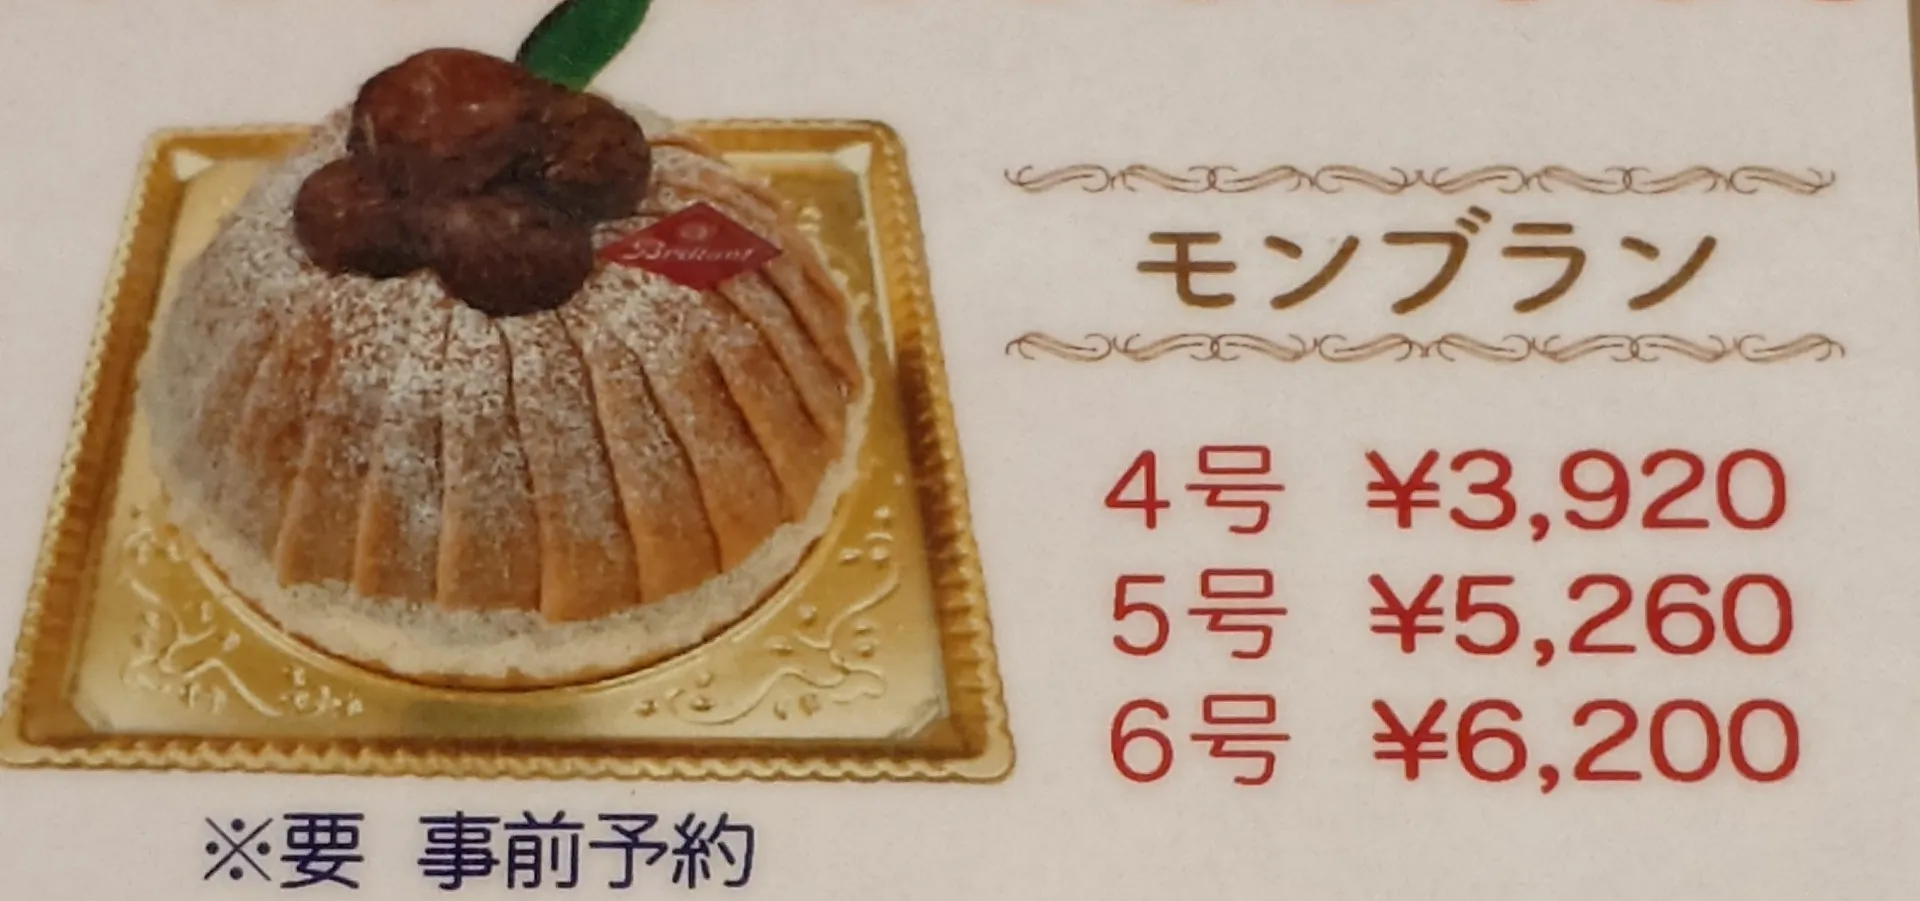 Brillant
モンブラン
4号 ¥3,920
5号 ¥5,260
6号 ¥6,200
※要 事前予約